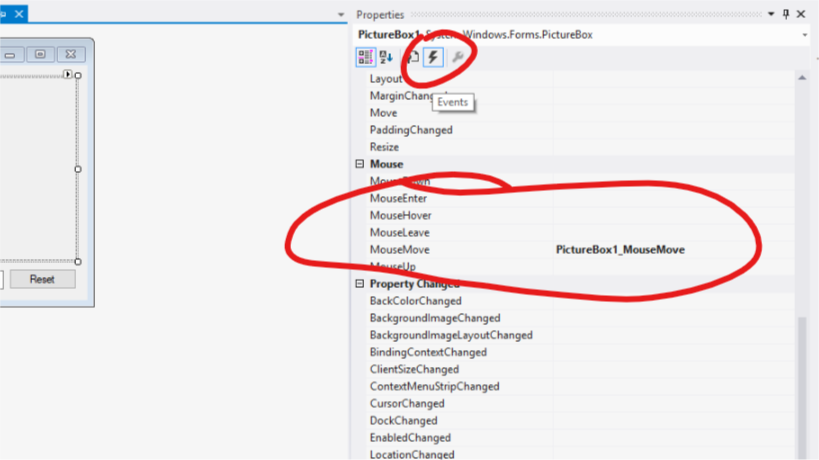 Properties
PictureBox1 System.Windows.Forms.PictureBox
Layout
MarginChanged
Events
Move
PaddingChanged
Resize
Mouse
MouseDown
MouseEnter
MouseHover
MouseLeave
MouseMove PictureBox1_MouseMove
MouseUp
Reset
Property Changed
BackColorChanged
BackgroundImageChanged
BackgroundImageLayoutChanged
BindingContextChanged
ClientSizeChanged
ContextMenuStripChanged
CursorChanged
DockChanged
EnabledChanged
LocationChanged